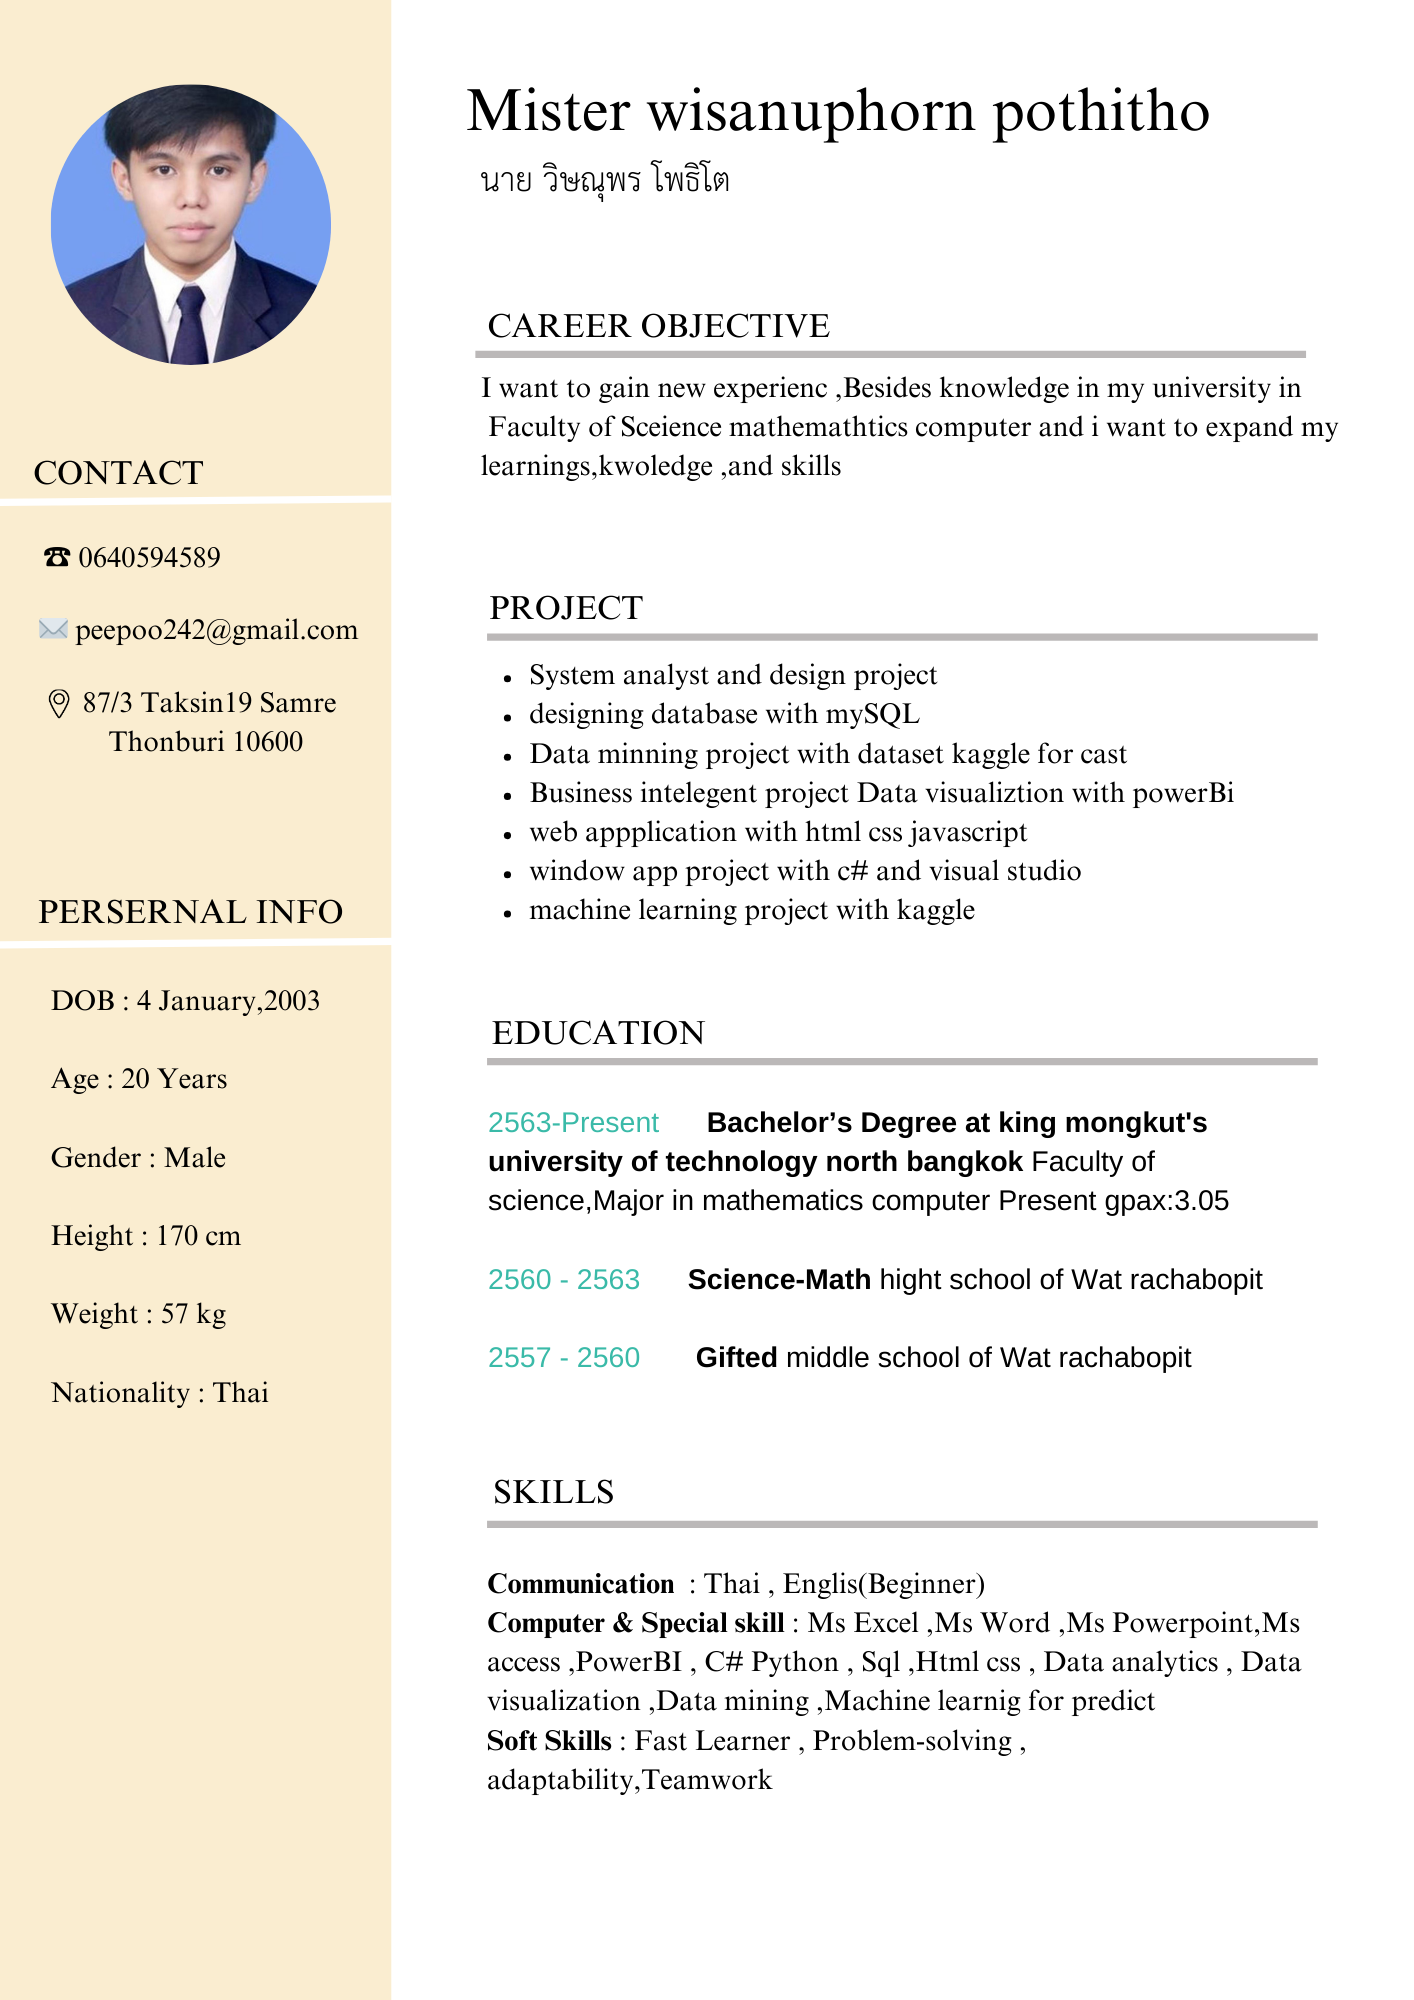 Mister wisanuphorn pothitho
นาย วิษณุพร โพธิโต
CONTACT
☎ 0640594589
peepoo242@gmail.com
87/3 Taksin19 Samre
Thonburi 10600
PERSERNAL INFO
DOB : 4 January,2003
Age : 20 Years
Gender : Male
Height : 170 cm
Weight : 57 kg
Nationality : Thai
CAREER OBJECTIVE
I want to gain new experienc ,Besides knowledge in my university in
Faculty of Sceience mathemathtics computer and i want to expand my
learnings,kwoledge ,and skills
PROJECT
• System analyst and design project
• designing database with mySQL
• Data minning project with dataset kaggle for cast
• Business intelegent project Data visualiztion with powerBi
• web appplication with html css javascript
• window app project with c# and visual studio
• machine learning project with kaggle
EDUCATION
2563-Present Bachelor’s Degree at king mongkut's
university of technology north bangkok Faculty of
science,Major in mathematics computer Present gpax:3.05
2560 - 2563 Science-Math hight school of Wat rachabopit
2557 - 2560 Gifted middle school of Wat rachabopit
SKILLS
Communication : Thai , Englis(Beginner)
Computer & Special skill : Ms Excel ,Ms Word ,Ms Powerpoint,Ms
access ,PowerBI , C# Python , Sql ,Html css , Data analytics , Data
visualization ,Data mining ,Machine learnig for predict
Soft Skills : Fast Learner , Problem-solving ,
adaptability,Teamwork